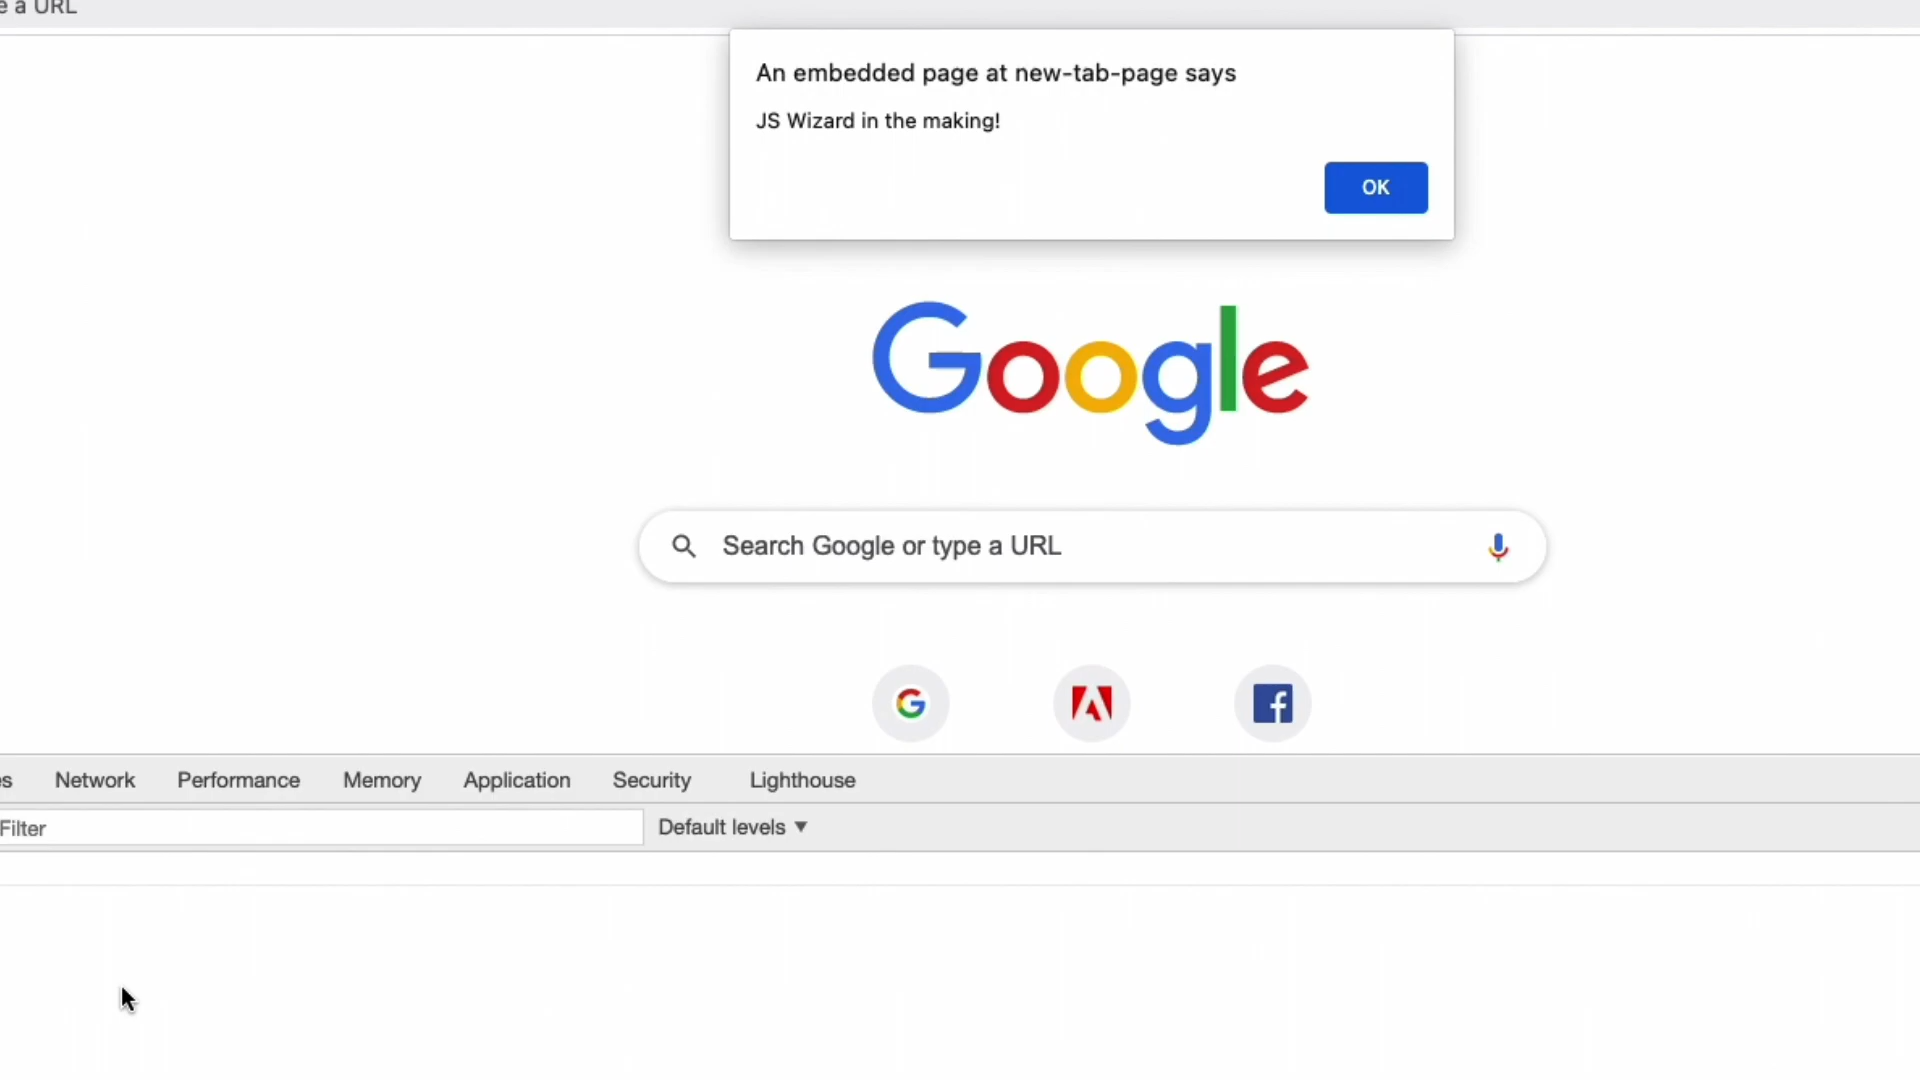 e a URL
An embedded page at new-tab-page says
JS Wizard in the making!
OK
Google
Search Google or type a URL
es Network Performance Memory Application Security Lighthouse
Filter Default levels ▼